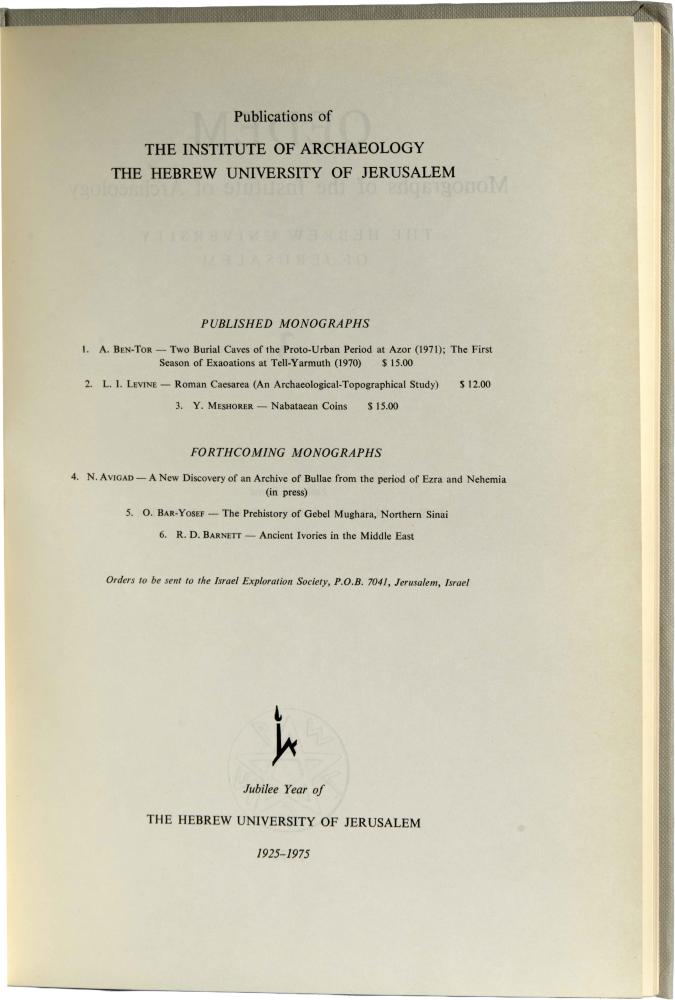 Publications of
THE INSTITUTE OF ARCHAEOLOGY
THE HEBREW UNIVERSITY OF JERUSALEM
PUBLISHED MONOGRAPHS
1. A. BEN-TOR — Two Burial Caves of the Proto-Urban Period at Azor (1971); The First
Season of Exaoations at Tell-Yarmuth (1970) $ 15.00
2. L. I. LEVINE — Roman Caesarea (An Archaeological-Topographical Study) $ 12.00
3. Y. MESHORER — Nabataean Coins $ 15.00
FORTHCOMING MONOGRAPHS
4. N. AVIGAD — A New Discovery of an Archive of Bullae from the period of Ezra and Nehemia
(in press)
5. O. BAR-YOSEF — The Prehistory of Gebel Mughara, Northern Sinai
6. R. D. BARNETT — Ancient Ivories in the Middle East
Orders to be sent to the Israel Exploration Society, P.O.B. 7041, Jerusalem, Israel
Jubilee Year of
THE HEBREW UNIVERSITY OF JERUSALEM
1925–1975